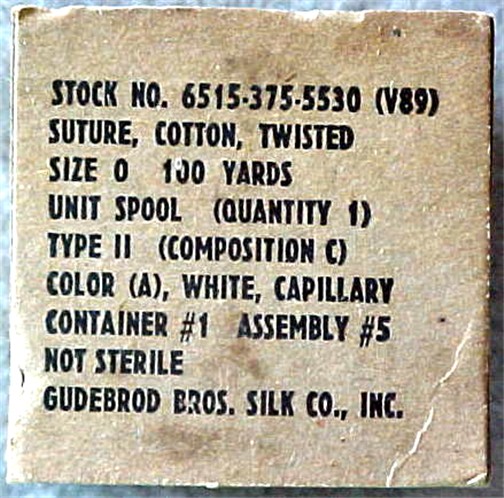 STOCK NO. 6515-375-5530 (V89)
SUTURE, COTTON, TWISTED
SIZE 0 100 YARDS
UNIT SPOOL (QUANTITY 1)
TYPE II (COMPOSITION C)
COLOR (A), WHITE, CAPILLARY
CONTAINER #1 ASSEMBLY #5
NOT STERILE
GUDEBROD BROS. SILK CO., INC.